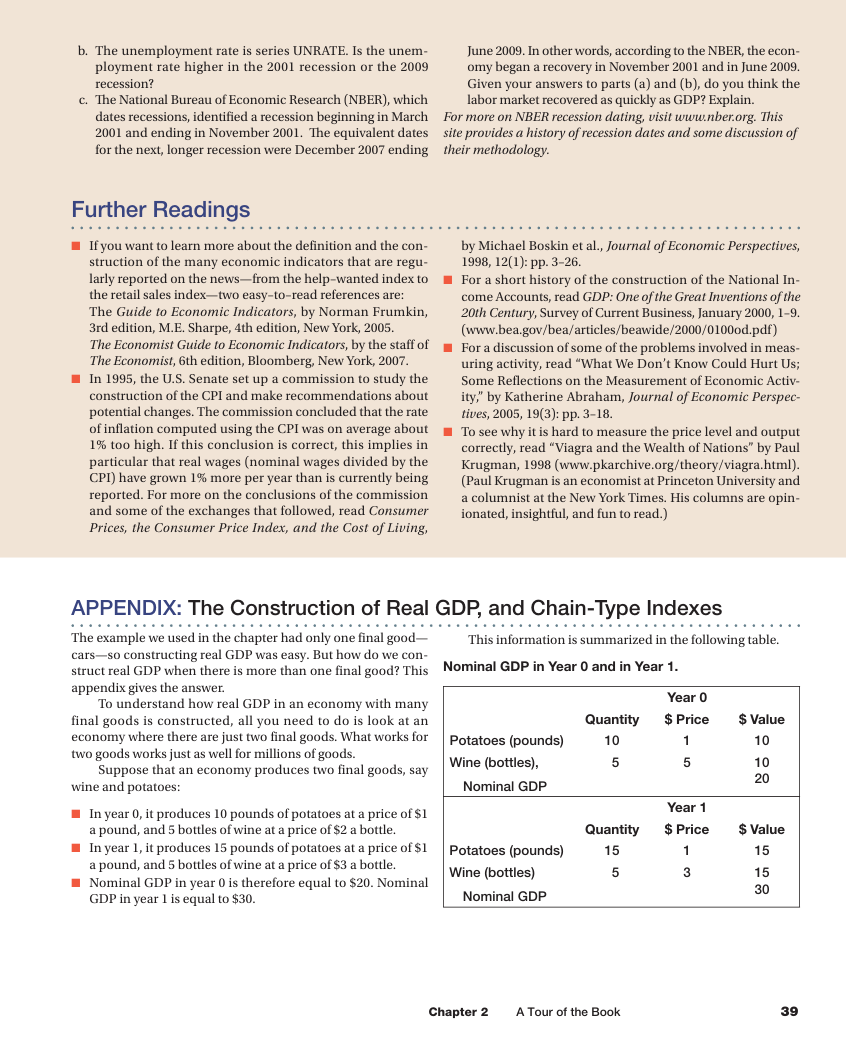 b. The unemployment rate is series UNRATE. Is the unem-
ployment rate higher in the 2001 recession or the 2009
recession?
c. The National Bureau of Economic Research (NBER), which
dates recessions, identified a recession beginning in March
2001 and ending in November 2001. The equivalent dates
for the next, longer recession were December 2007 ending
June 2009. In other words, according to the NBER, the econ-
omy began a recovery in November 2001 and in June 2009.
Given your answers to parts (a) and (b), do you think the
labor market recovered as quickly as GDP? Explain.
For more on NBER recession dating, visit www.nber.org. This
site provides a history of recession dates and some discussion of
their methodology.
Further Readings
■ If you want to learn more about the definition and the con-
struction of the many economic indicators that are regu-
larly reported on the news—from the help–wanted index to
the retail sales index—two easy–to–read references are:
The Guide to Economic Indicators, by Norman Frumkin,
3rd edition, M.E. Sharpe, 4th edition, New York, 2005.
The Economist Guide to Economic Indicators, by the staff of
The Economist, 6th edition, Bloomberg, New York, 2007.
■ In 1995, the U.S. Senate set up a commission to study the
construction of the CPI and make recommendations about
potential changes. The commission concluded that the rate
of inflation computed using the CPI was on average about
1% too high. If this conclusion is correct, this implies in
particular that real wages (nominal wages divided by the
CPI) have grown 1% more per year than is currently being
reported. For more on the conclusions of the commission
and some of the exchanges that followed, read Consumer
Prices, the Consumer Price Index, and the Cost of Living,
by Michael Boskin et al., Journal of Economic Perspectives,
1998, 12(1): pp. 3–26.
■ For a short history of the construction of the National In-
come Accounts, read GDP: One of the Great Inventions of the
20th Century, Survey of Current Business, January 2000, 1–9.
(www.bea.gov/bea/articles/beawide/2000/0100od.pdf)
■ For a discussion of some of the problems involved in meas-
uring activity, read “What We Don’t Know Could Hurt Us;
Some Reflections on the Measurement of Economic Activ-
ity,” by Katherine Abraham, Journal of Economic Perspec-
tives, 2005, 19(3): pp. 3–18.
■ To see why it is hard to measure the price level and output
correctly, read “Viagra and the Wealth of Nations” by Paul
Krugman, 1998 (www.pkarchive.org/theory/viagra.html).
(Paul Krugman is an economist at Princeton University and
a columnist at the New York Times. His columns are opin-
ionated, insightful, and fun to read.)
APPENDIX: The Construction of Real GDP, and Chain-Type Indexes
The example we used in the chapter had only one final good—
cars—so constructing real GDP was easy. But how do we con-
struct real GDP when there is more than one final good? This
appendix gives the answer.
To understand how real GDP in an economy with many
final goods is constructed, all you need to do is look at an
economy where there are just two final goods. What works for
two goods works just as well for millions of goods.
Suppose that an economy produces two final goods, say
wine and potatoes:
■ In year 0, it produces 10 pounds of potatoes at a price of $1
a pound, and 5 bottles of wine at a price of $2 a bottle.
■ In year 1, it produces 15 pounds of potatoes at a price of $1
a pound, and 5 bottles of wine at a price of $3 a bottle.
■ Nominal GDP in year 0 is therefore equal to $20. Nominal
GDP in year 1 is equal to $30.
This information is summarized in the following table.
Nominal GDP in Year 0 and in Year 1.
Year 0
Quantity $ Price $ Value
Potatoes (pounds) 10 1 10
Wine (bottles), 5 5 10
Nominal GDP 20
Year 1
Quantity $ Price $ Value
Potatoes (pounds) 15 1 15
Wine (bottles) 5 3 15
Nominal GDP 30
Chapter 2 A Tour of the Book 39